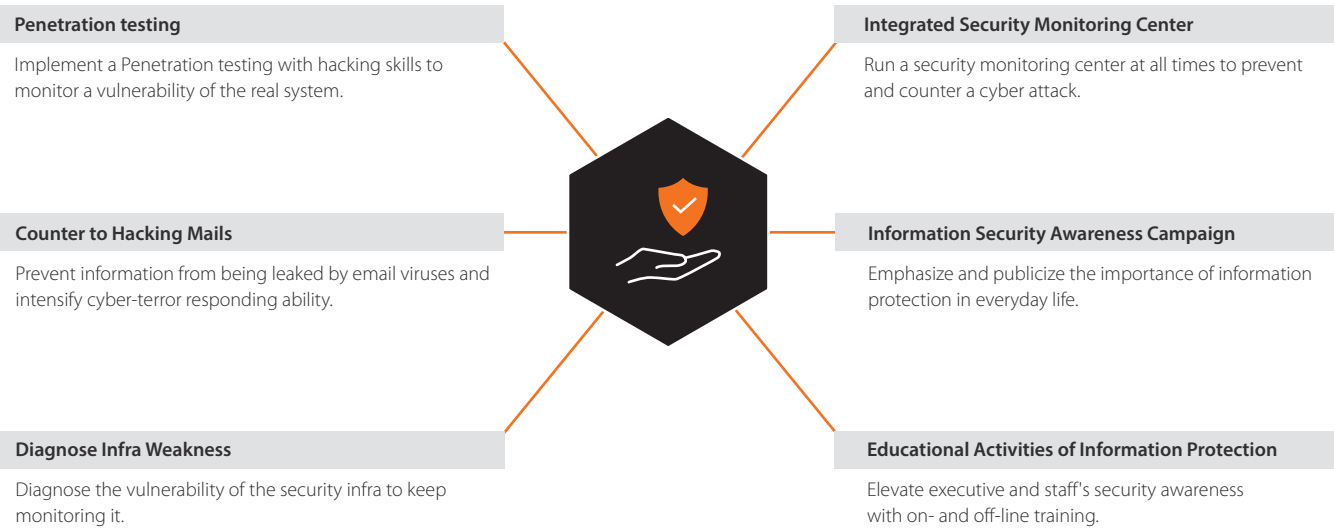 Penetration testing
Implement a Penetration testing with hacking skills to
monitor a vulnerability of the real system.
Counter to Hacking Mails
Prevent information from being leaked by email viruses and
intensify cyber-terror responding ability.
Diagnose Infra Weakness
Diagnose the vulnerability of the security infra to keep
monitoring it.
Integrated Security Monitoring Center
Run a security monitoring center at all times to prevent
and counter a cyber attack.
Information Security Awareness Campaign
Emphasize and publicize the importance of information
protection in everyday life.
Educational Activities of Information Protection
Elevate executive and staff's security awareness
with on- and off-line training.